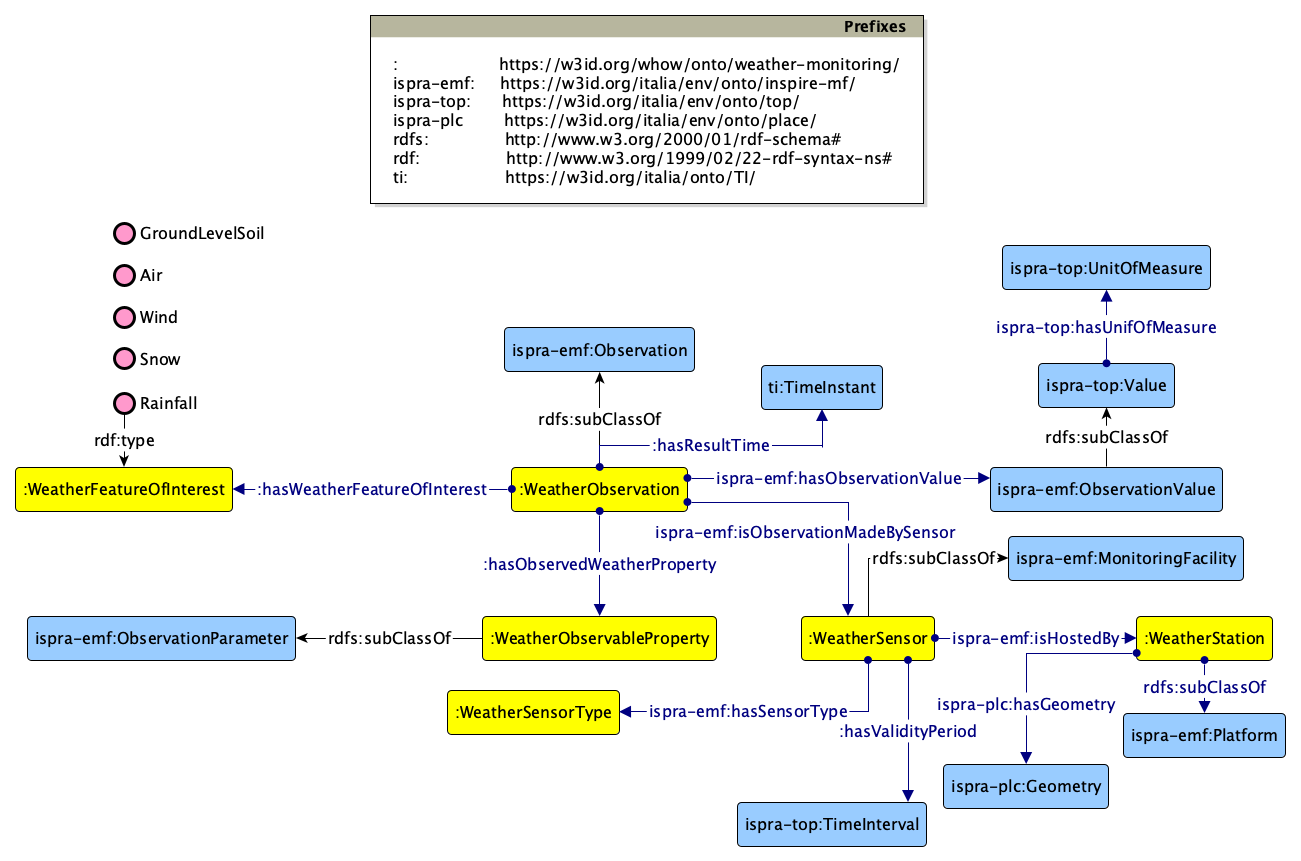 Prefixes
: https://w3id.org/whow/onto/weather-monitoring/
ispra-emf: https://w3id.org/italia/env/onto/inspire-mf/
ispra-top: https://w3id.org/italia/env/onto/top/
ispra-plc https://w3id.org/italia/env/onto/place/
rdfs: http://www.w3.org/2000/01/rdf-schema#
rdf: http://www.w3.org/1999/02/22-rdf-syntax-ns#
ti: https://w3id.org/italia/onto/TI/
GroundLevelSoil
Air
Wind
Snow
Rainfall
rdf:type
ispra-top:UnitOfMeasure
ispra-top:hasUnifOfMeasure
ispra-emf:Observation
ti:TimeInstant
ispra-top:Value
rdfs:subClassOf
:hasResultTime
rdfs:subClassOf
:WeatherFeatureOfInterest
:hasWeatherFeatureOfInterest
:WeatherObservation
ispra-emf:hasObservationValue
ispra-emf:ObservationValue
ispra-emf:isObservationMadeBySensor
:hasObservedWeatherProperty
rdfs:subClassOf
ispra-emf:MonitoringFacility
ispra-emf:ObservationParameter
rdfs:subClassOf
:WeatherObservableProperty
:WeatherSensor
ispra-emf:isHostedBy
:WeatherStation
rdfs:subClassOf
:WeatherSensorType
ispra-emf:hasSensorType
ispra-plc:hasGeometry
:hasValidityPeriod
ispra-emf:Platform
ispra-plc:Geometry
ispra-top:TimeInterval